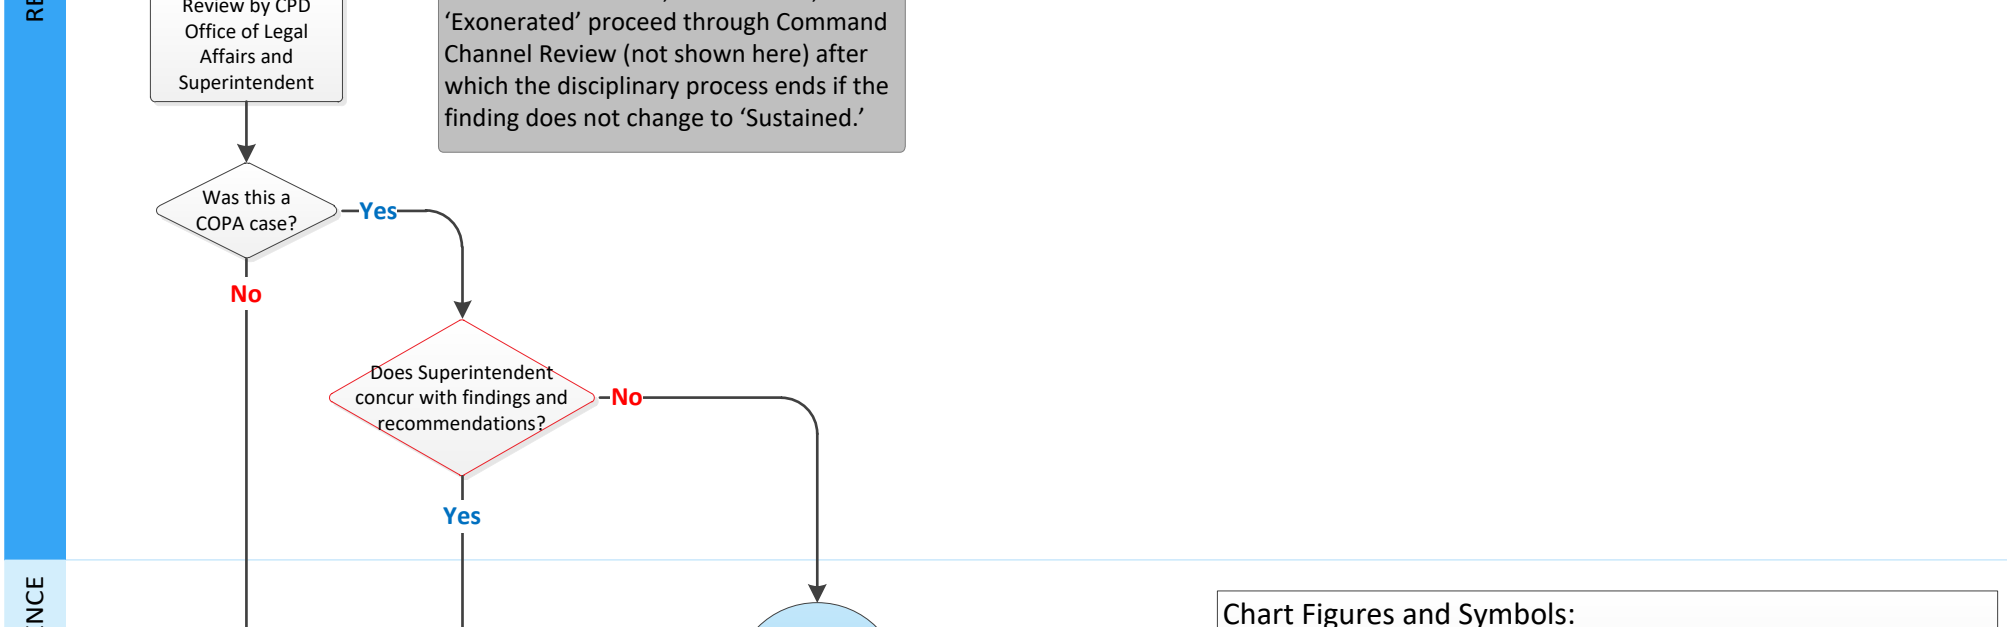 RE
Review by CPD
Office of Legal
Affairs and
Superintendent
‘Exonerated’ proceed through Command
Channel Review (not shown here) after
which the disciplinary process ends if the
finding does not change to ‘Sustained.’
Was this a
COPA case?
Yes
No
Does Superintendent
concur with findings and
recommendations?
No
Yes
ENCE
Chart Figures and Symbols: